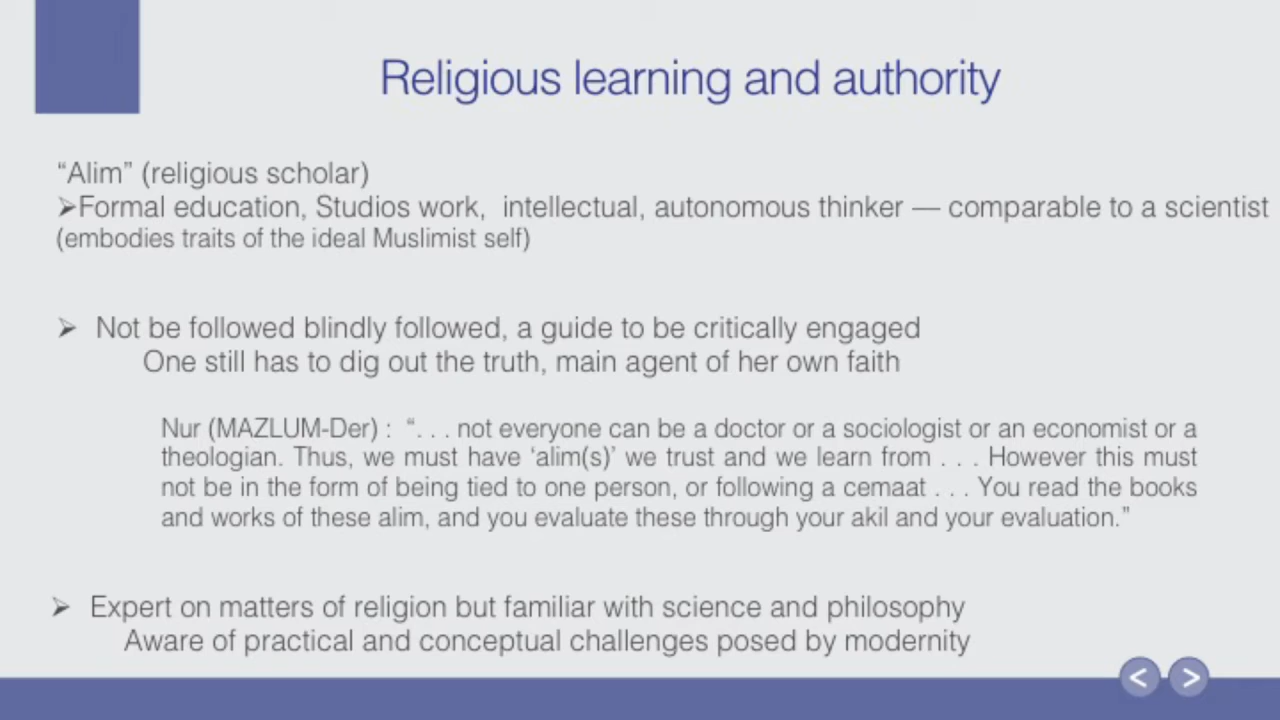 Religious learning and authority
“Alim” (religious scholar)
➢Formal education, Studios work, intellectual, autonomous thinker — comparable to a scientist
(embodies traits of the ideal Muslimist self)
➢ Not be followed blindly followed, a guide to be critically engaged
One still has to dig out the truth, main agent of her own faith
Nur (MAZLUM-Der) : “. . . not everyone can be a doctor or a sociologist or an economist or a
theologian. Thus, we must have ‘alim(s)’ we trust and we learn from . . . However this must
not be in the form of being tied to one person, or following a cemaat . . . You read the books
and works of these alim, and you evaluate these through your akil and your evaluation.”
➢ Expert on matters of religion but familiar with science and philosophy
Aware of practical and conceptual challenges posed by modernity
< >